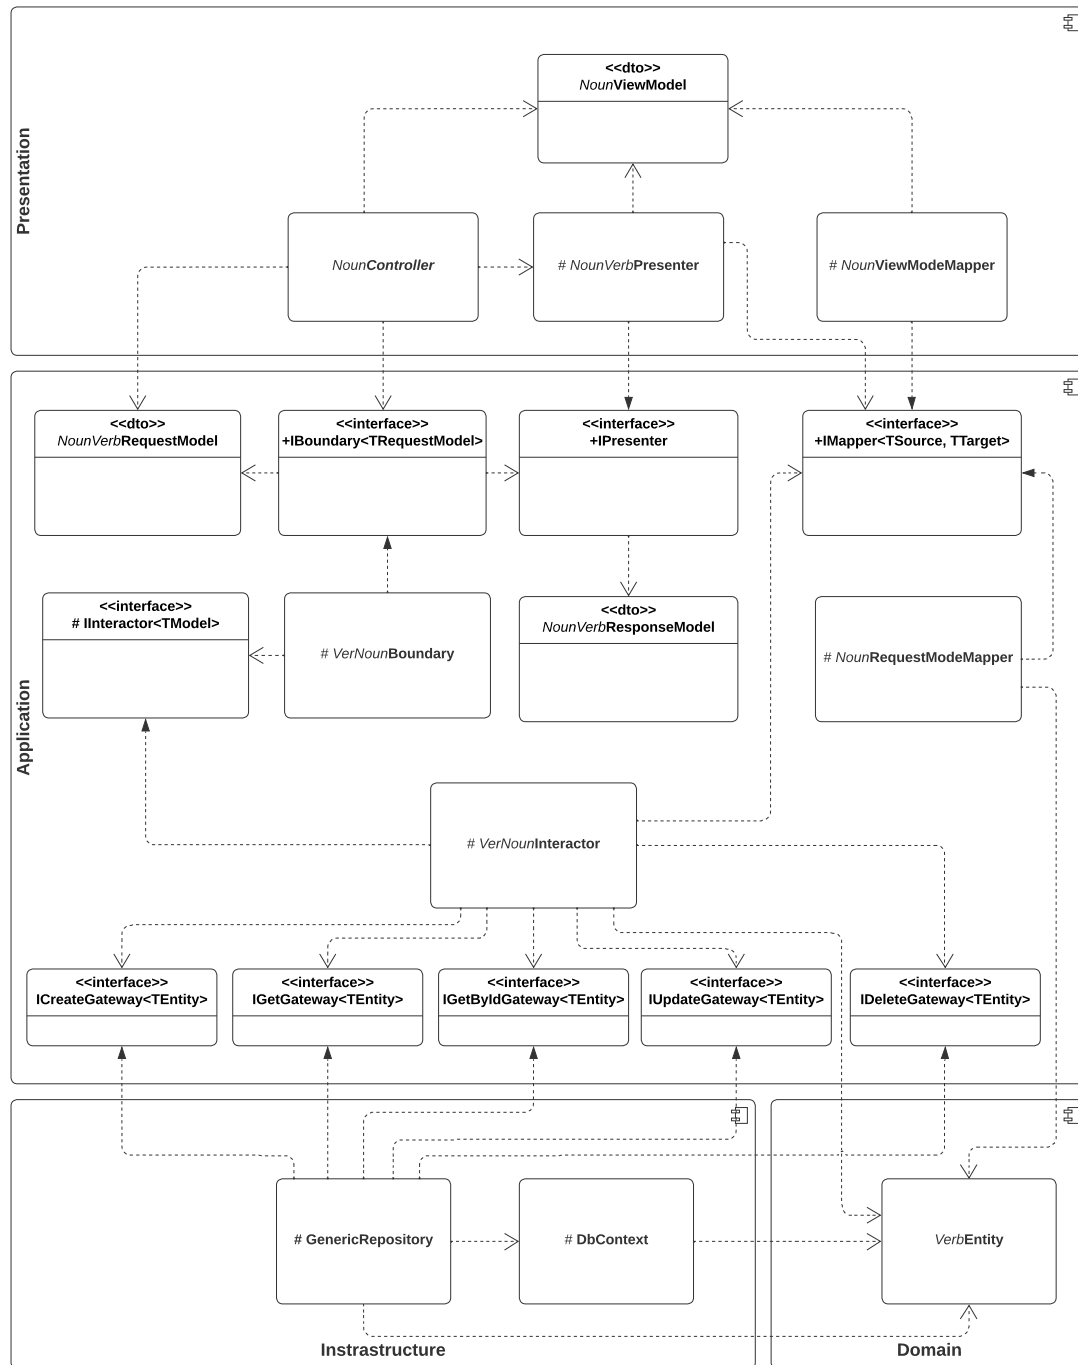 Presentation
<<dto>>
NounViewModel
NounController
# NounVerbPresenter
# NounViewModeMapper
Application
<<dto>>
NounVerbRequestModel
<<interface>>
+IBoundary<TRequestModel>
<<interface>>
+IPresenter
<<interface>>
+IMapper<TSource, TTarget>
<<interface>>
# IInteractor<TModel>
# VerNounBoundary
<<dto>>
NounVerbResponseModel
# NounRequestModeMapper
# VerNounInteractor
<<interface>>
ICreateGateway<TEntity>
<<interface>>
IGetGateway<TEntity>
<<interface>>
IGetByIdGateway<TEntity>
<<interface>>
IUpdateGateway<TEntity>
<<interface>>
IDeleteGateway<TEntity>
# GenericRepository
# DbContext
VerbEntity
Instrastructure
Domain